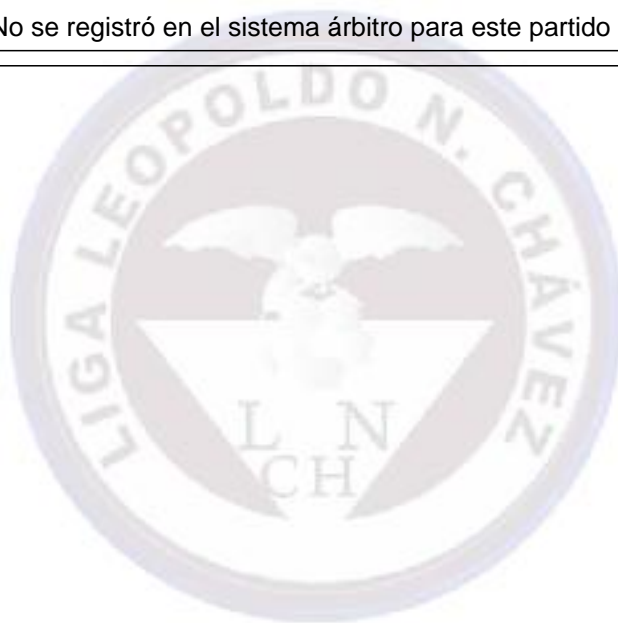 No se registró en el sistema árbitro para este partido
LIGA LEOPOLDO N. CHÁVEZ
L N
CH